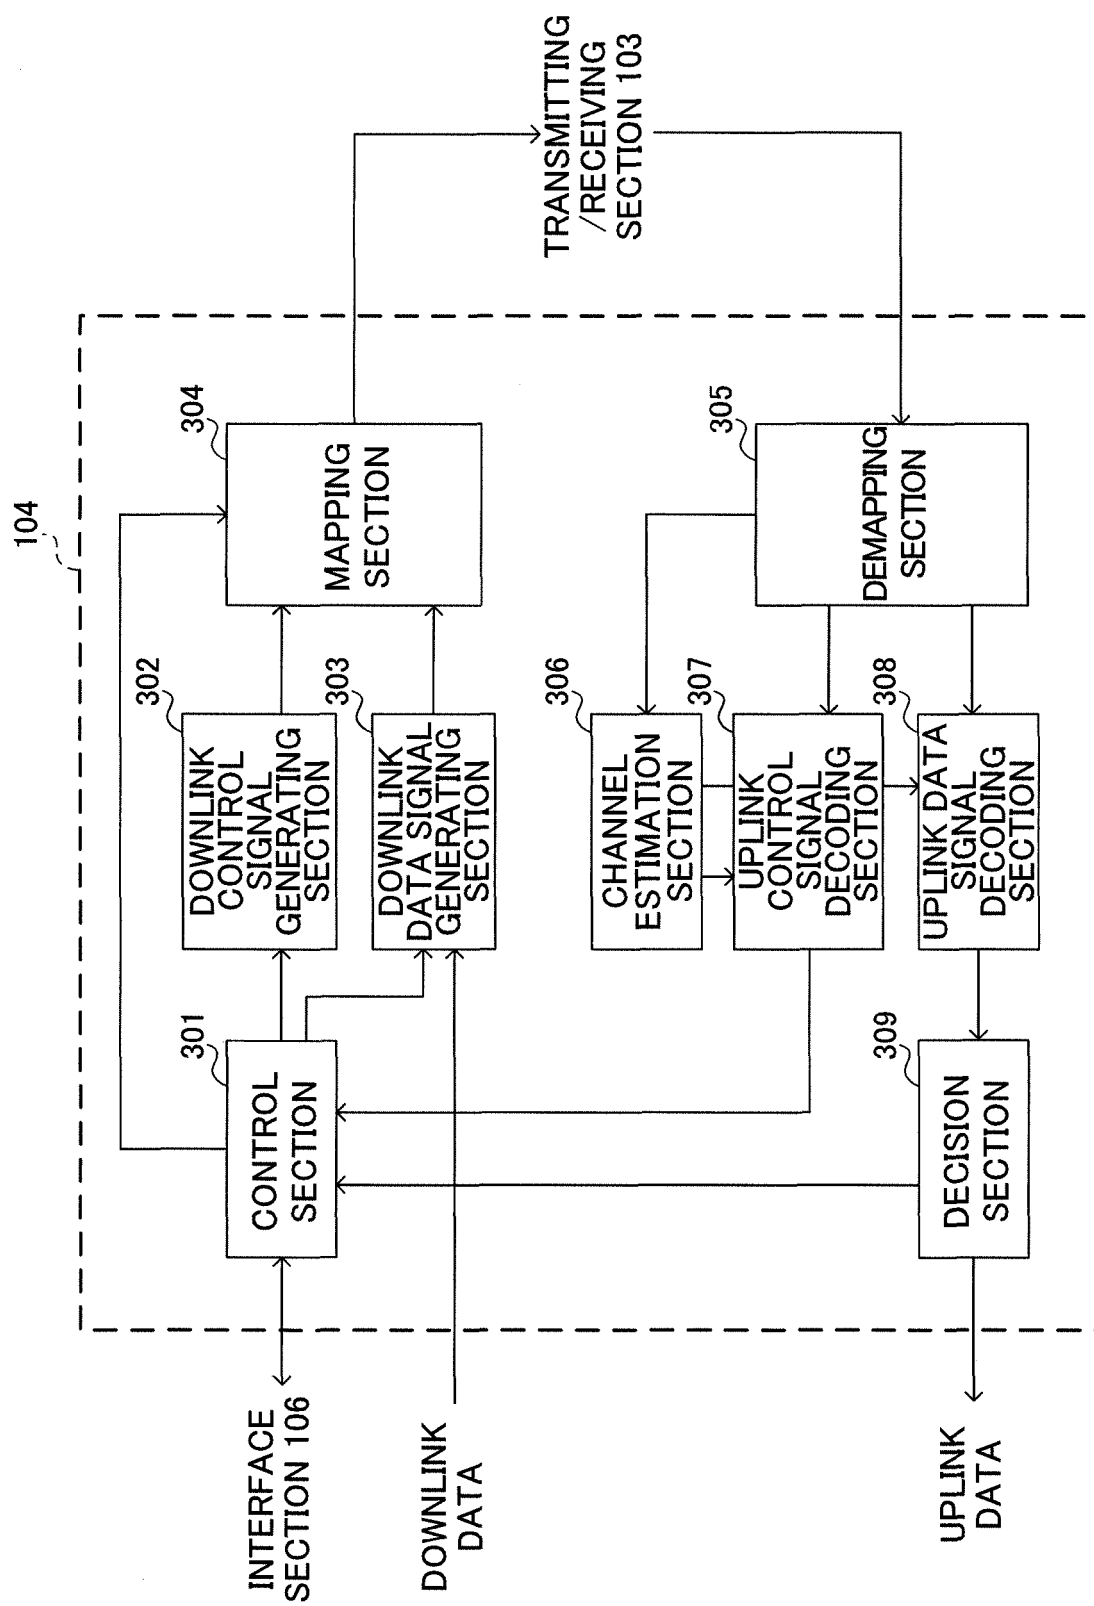 104
INTERFACE
SECTION 106
301
CONTROL
SECTION
302
DOWNLINK
CONTROL
SIGNAL
GENERATING
SECTION
304
MAPPING
SECTION
DOWNLINK
DATA
303
DOWNLINK
DATA SIGNAL
GENERATING
SECTION
TRANSMITTING
/RECEIVING
SECTION 103
306
CHANNEL
ESTIMATION
SECTION
305
DEMAPPING
SECTION
307
UPLINK
CONTROL
SIGNAL
DECODING
SECTION
308
UPLINK DATA
SIGNAL
DECODING
SECTION
309
DECISION
SECTION
UPLINK
DATA